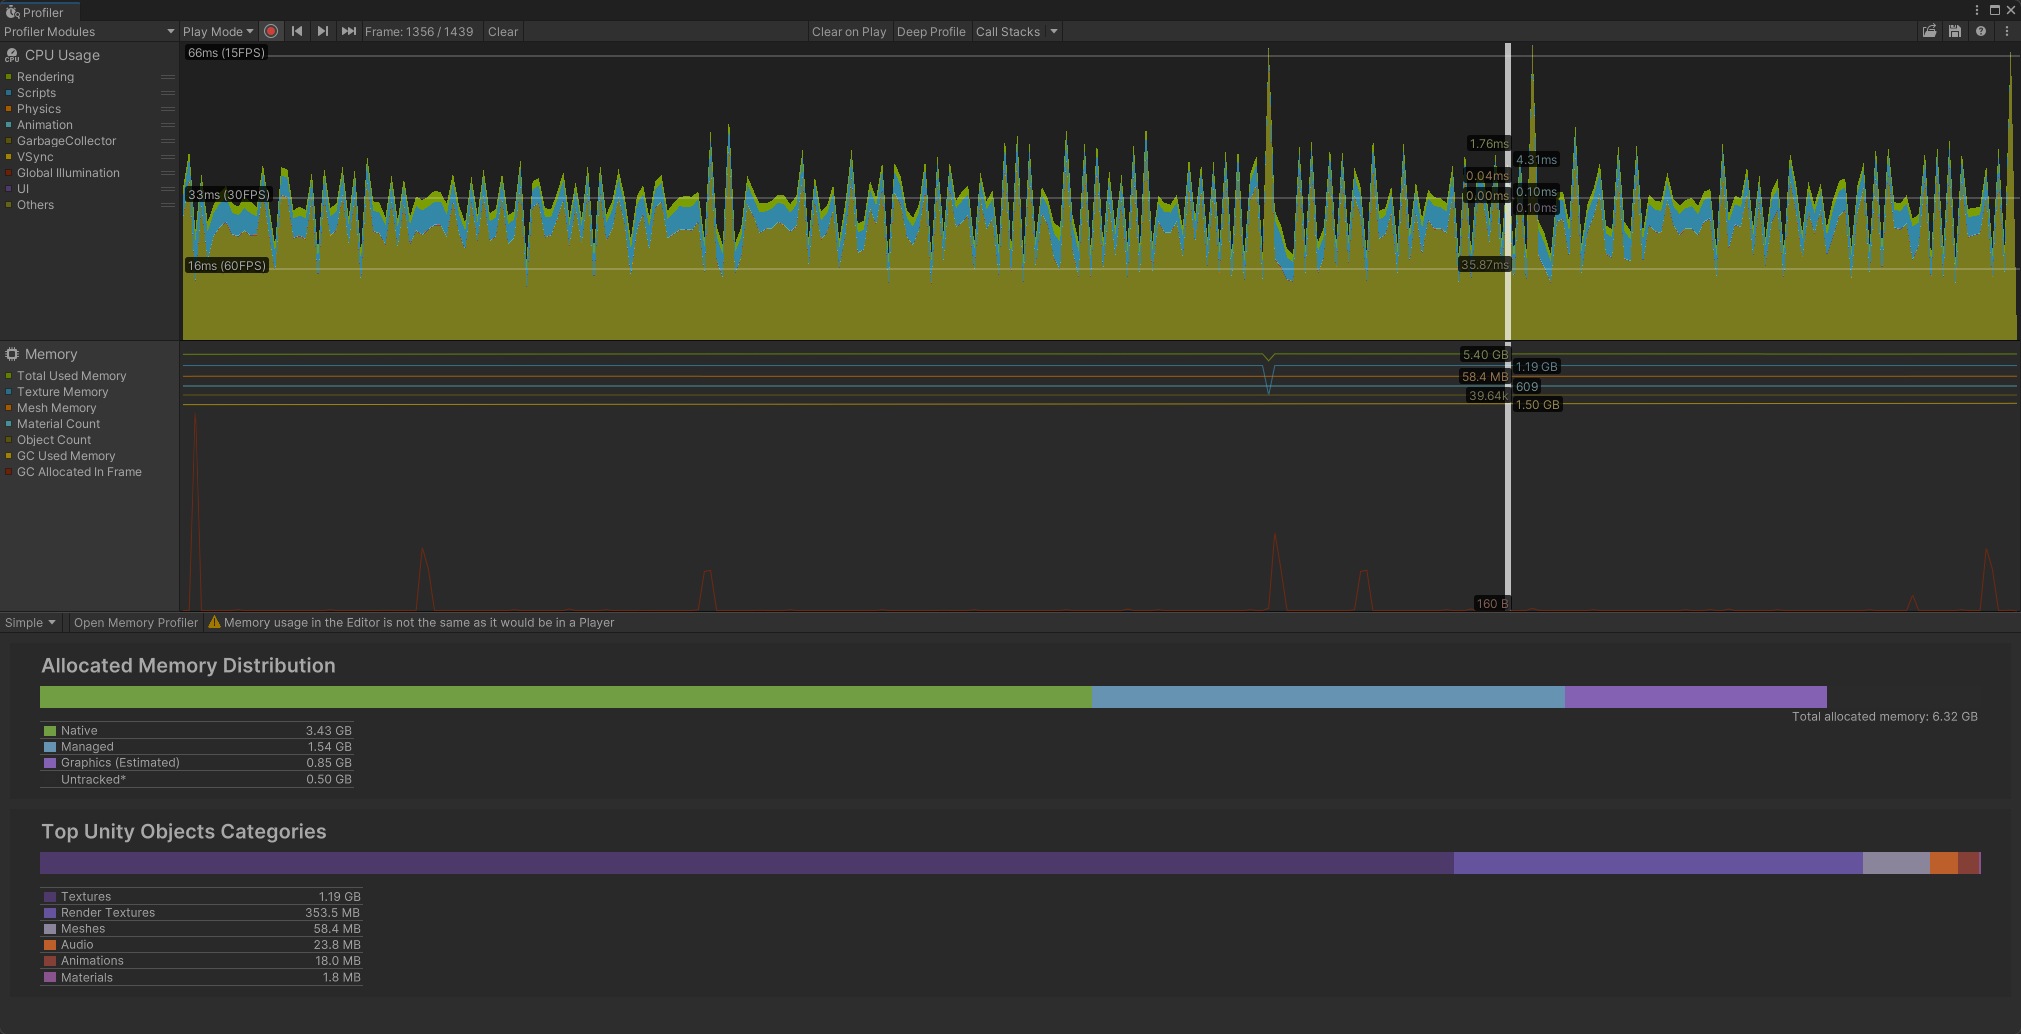 Profiler
Profiler Modules
Play Mode
Frame: 1356 / 1439
Clear
Clear on Play
Deep Profile
Call Stacks
CPU Usage
Rendering
Scripts
Physics
Animation
GarbageCollector
VSync
Global Illumination
UI
Others
66ms (15FPS)
33ms (30FPS)
16ms (60FPS)
1.76ms
4.31ms
0.04ms
0.10ms
0.00ms
0.10ms
35.87ms
Memory
Total Used Memory
Texture Memory
Mesh Memory
Material Count
Object Count
GC Used Memory
GC Allocated In Frame
5.40 GB
1.19 GB
58.4 MB
609
39.64k
1.50 GB
160 B
Simple
Open Memory Profiler
Memory usage in the Editor is not the same as it would be in a Player
Allocated Memory Distribution
Total allocated memory: 6.32 GB
Native 3.43 GB
Managed 1.54 GB
Graphics (Estimated) 0.85 GB
Untracked* 0.50 GB
Top Unity Objects Categories
Textures 1.19 GB
Render Textures 353.5 MB
Meshes 58.4 MB
Audio 23.8 MB
Animations 18.0 MB
Materials 1.8 MB